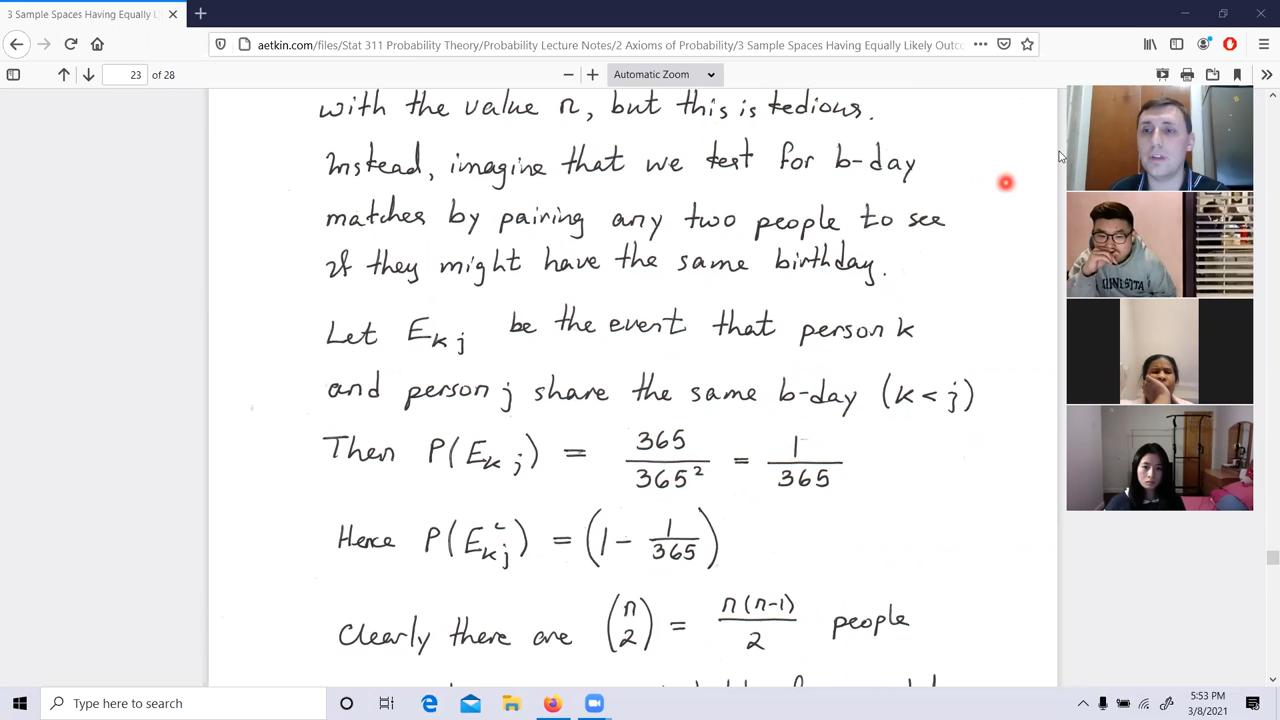 3 Sample Spaces Having Equally Li
aetkin.com/files/Stat 311 Probability Theory/Probability Lecture Notes/2 Axioms of Probability/3 Sample Spaces Having Equally Likely Outco
23 of 28
Automatic Zoom
with the value n, but this is tedious.
Instead, imagine that we test for b-day
matches by pairing any two people to see
if they might have the same birthday.
Let E_kj be the event that person k
and person j share the same b-day (k < j)
Then P(E_kj) = 365/365² = 1/365
Hence P(E_kj^c) = (1 - 1/365)
Clearly there are (n 2) = n(n-1)/2 people
Type here to search
5:53 PM
3/8/2021